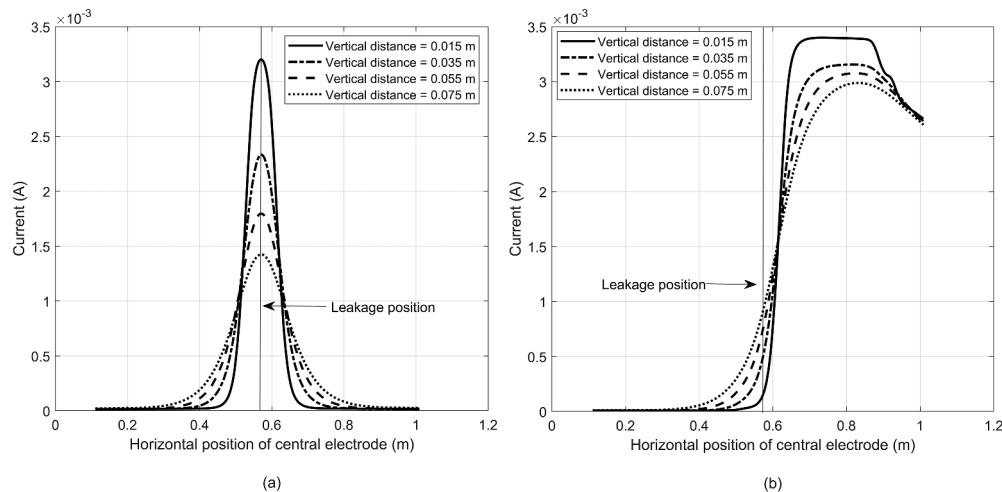 ×10⁻³
3.5
3
2.5
2
1.5
1
0.5
0
Current (A)
Vertical distance = 0.015 m
Vertical distance = 0.035 m
Vertical distance = 0.055 m
Vertical distance = 0.075 m
Leakage position
0 0.2 0.4 0.6 0.8 1 1.2
Horizontal position of central electrode (m)
(a)
×10⁻³
3.5
3
2.5
2
1.5
1
0.5
0
Current (A)
Vertical distance = 0.015 m
Vertical distance = 0.035 m
Vertical distance = 0.055 m
Vertical distance = 0.075 m
Leakage position
0 0.2 0.4 0.6 0.8 1 1.2
Horizontal position of central electrode (m)
(b)